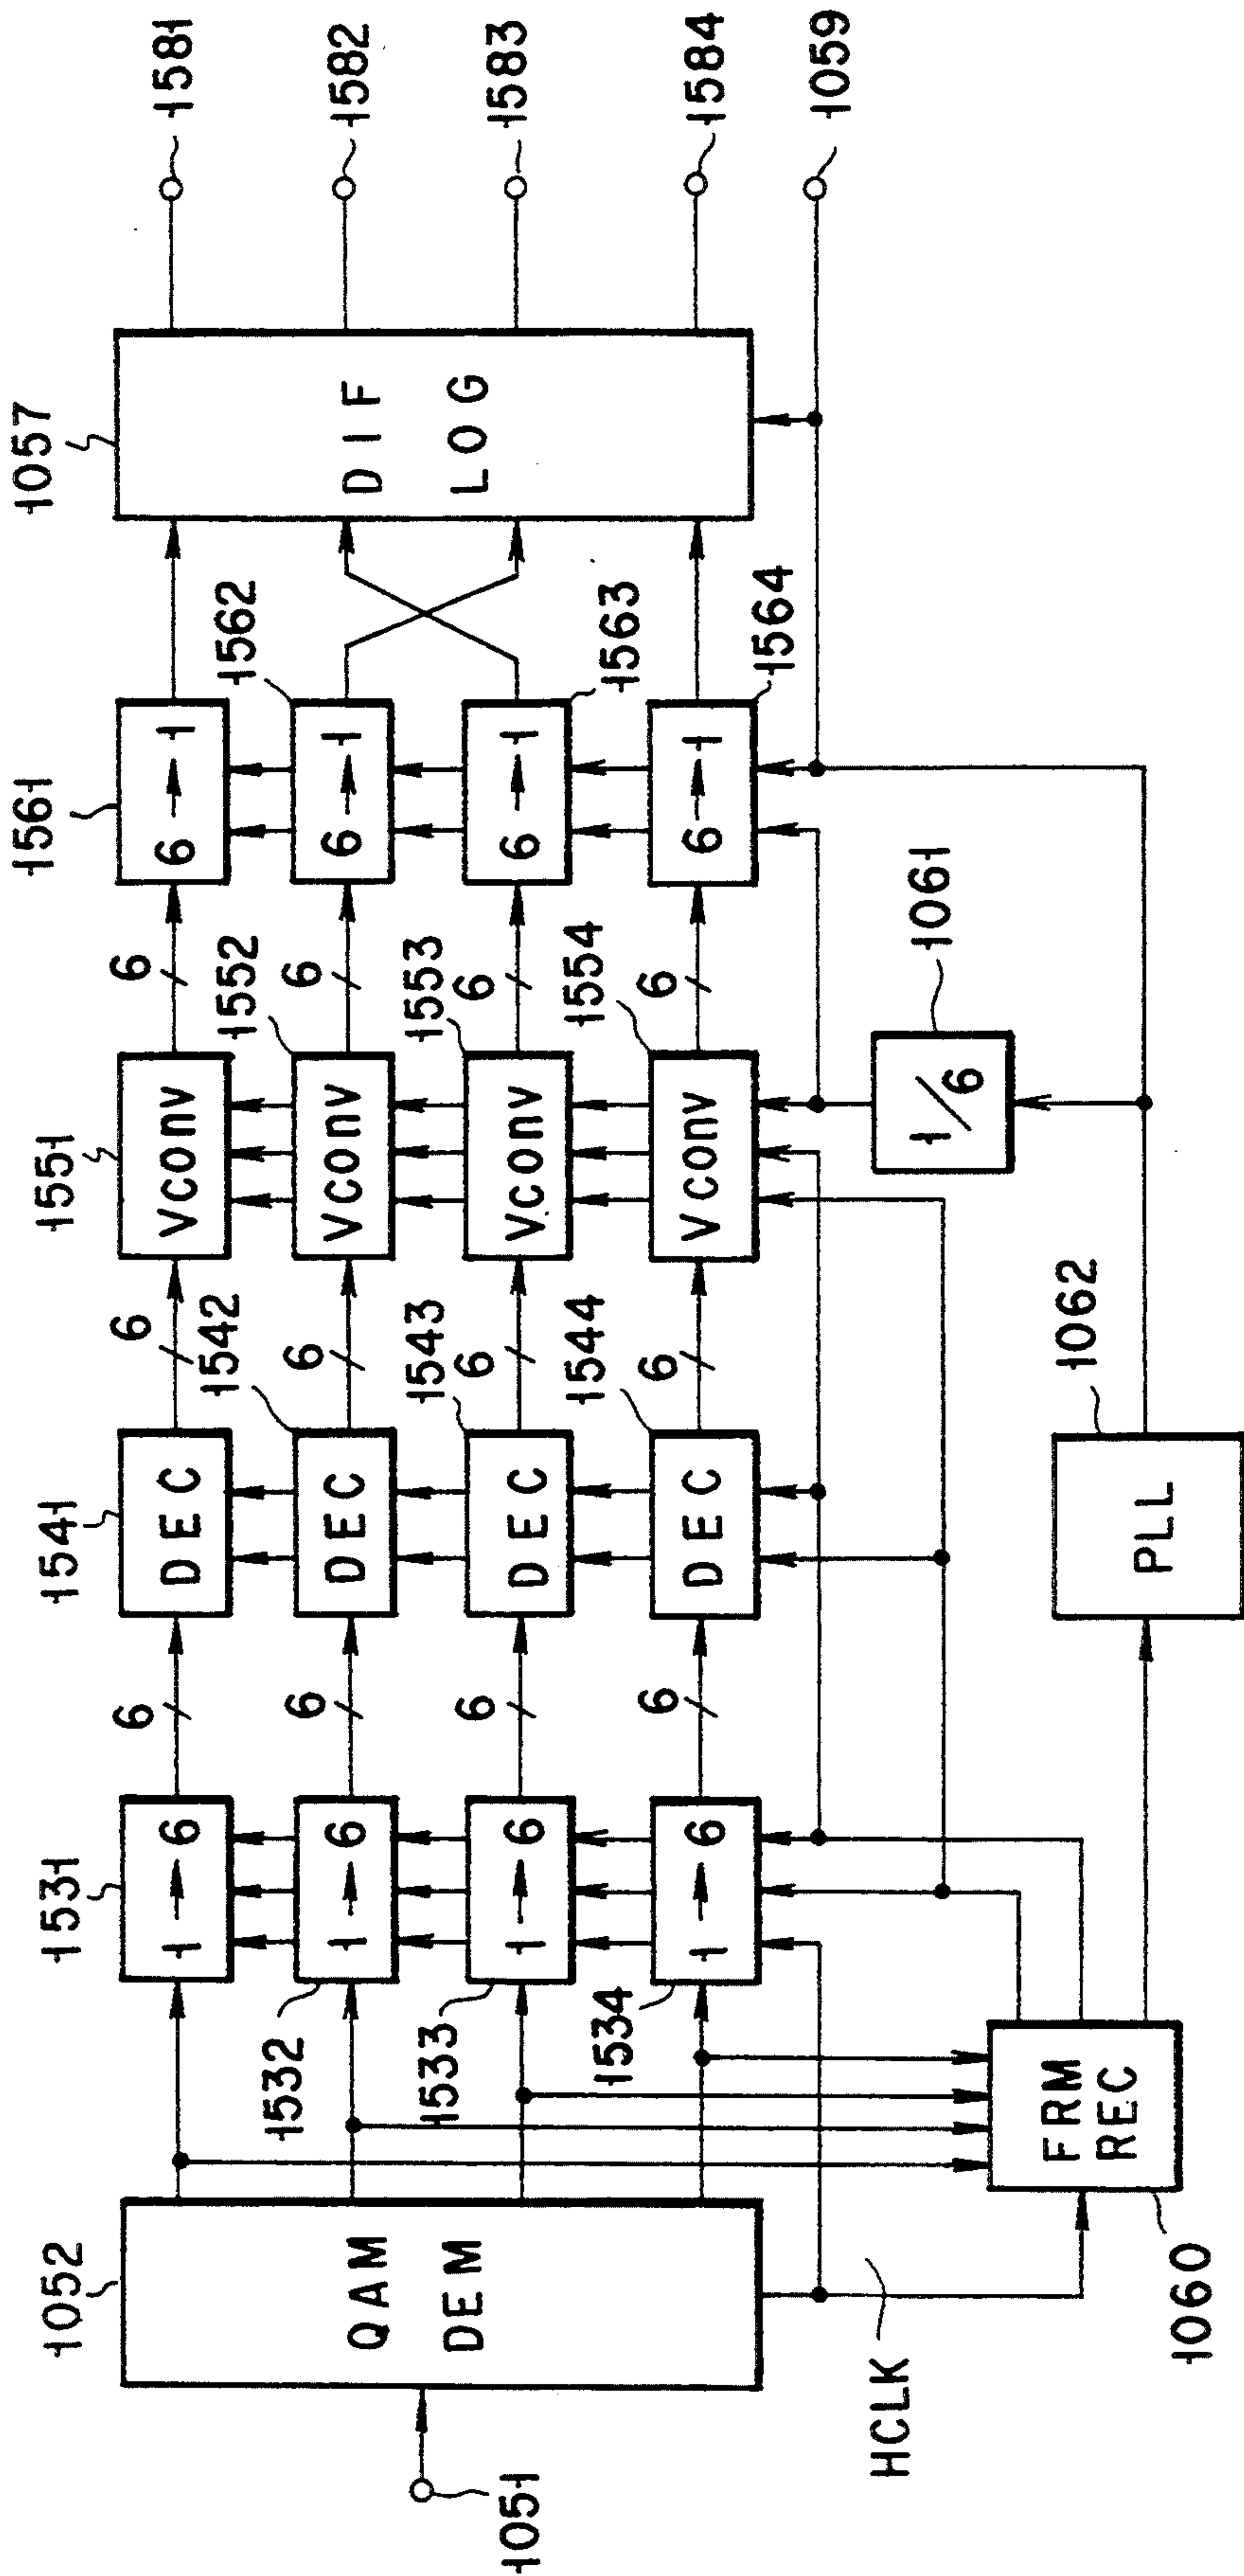 1051
1052
QAM
DEM
HCLK
1060
FRM
REC
1531
1 → 6
1532
1 → 6
1533
1 → 6
1534
1 → 6
6
6
6
6
1541
DEC
1542
DEC
1543
DEC
1544
DEC
6
6
6
6
1062
PLL
1551
Vconv
1552
Vconv
1553
Vconv
1554
Vconv
6
6
6
6
1061
1/6
1561
6 → 1
1562
6 → 1
1563
6 → 1
1564
6 → 1
1057
DIF
LOG
1581
1582
1583
1584
1059